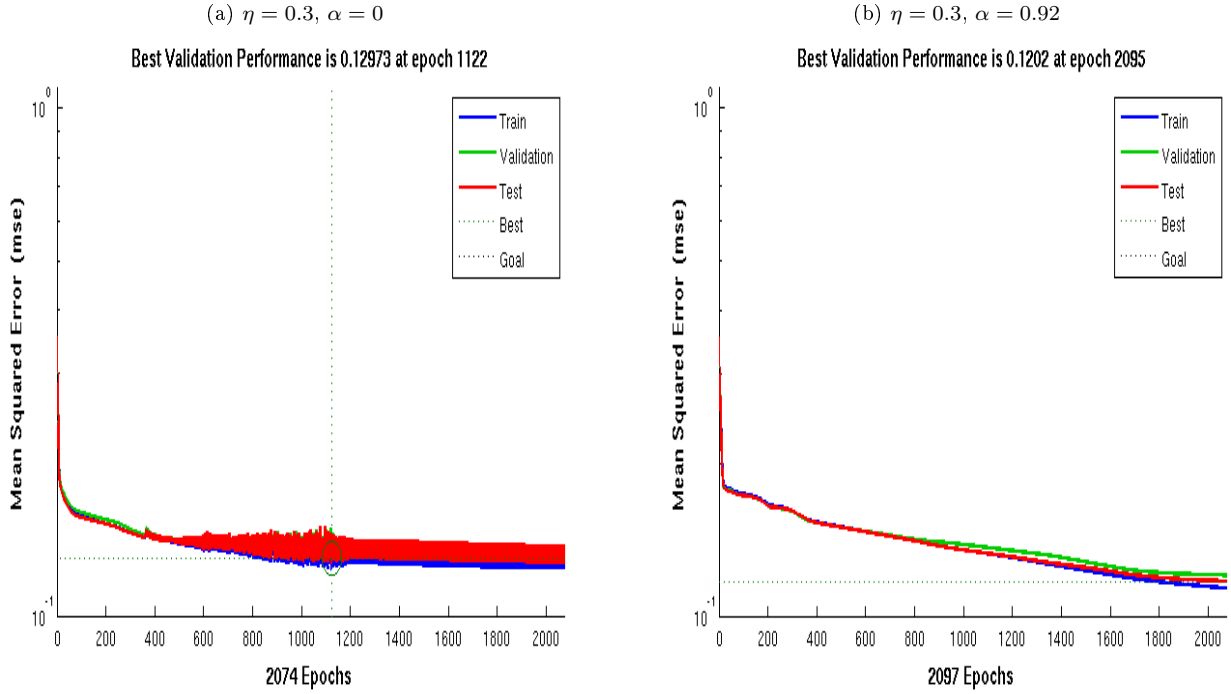 (a) η = 0.3, α = 0
Best Validation Performance is 0.12973 at epoch 1122
Mean Squared Error (mse)
10^0
10^-1
Train
Validation
Test
Best
Goal
0 200 400 600 800 1000 1200 1400 1600 1800 2000
2074 Epochs
(b) η = 0.3, α = 0.92
Best Validation Performance is 0.1202 at epoch 2095
Mean Squared Error (mse)
10^0
10^-1
Train
Validation
Test
Best
Goal
0 200 400 600 800 1000 1200 1400 1600 1800 2000
2097 Epochs